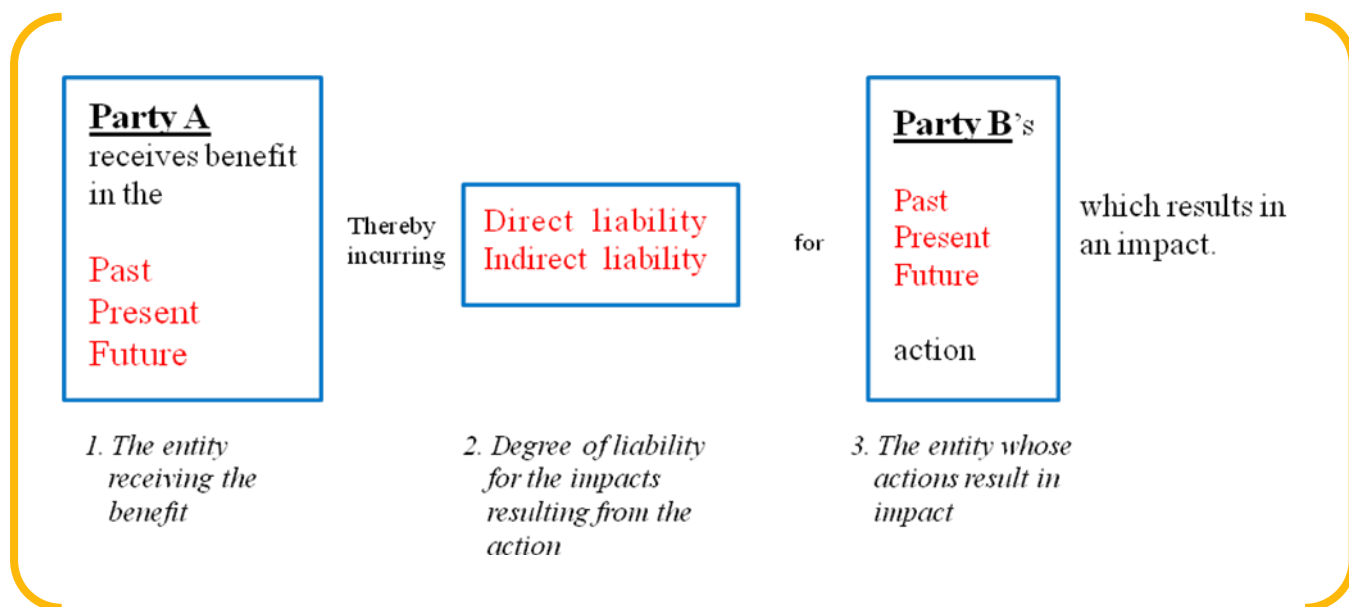 Party A
receives benefit
in the
Past
Present
Future
Thereby
incurring
Direct liability
Indirect liability
for
Party B's
Past
Present
Future
action
which results in
an impact.
1. The entity
receiving the
benefit
2. Degree of liability
for the impacts
resulting from the
action
3. The entity whose
actions result in
impact